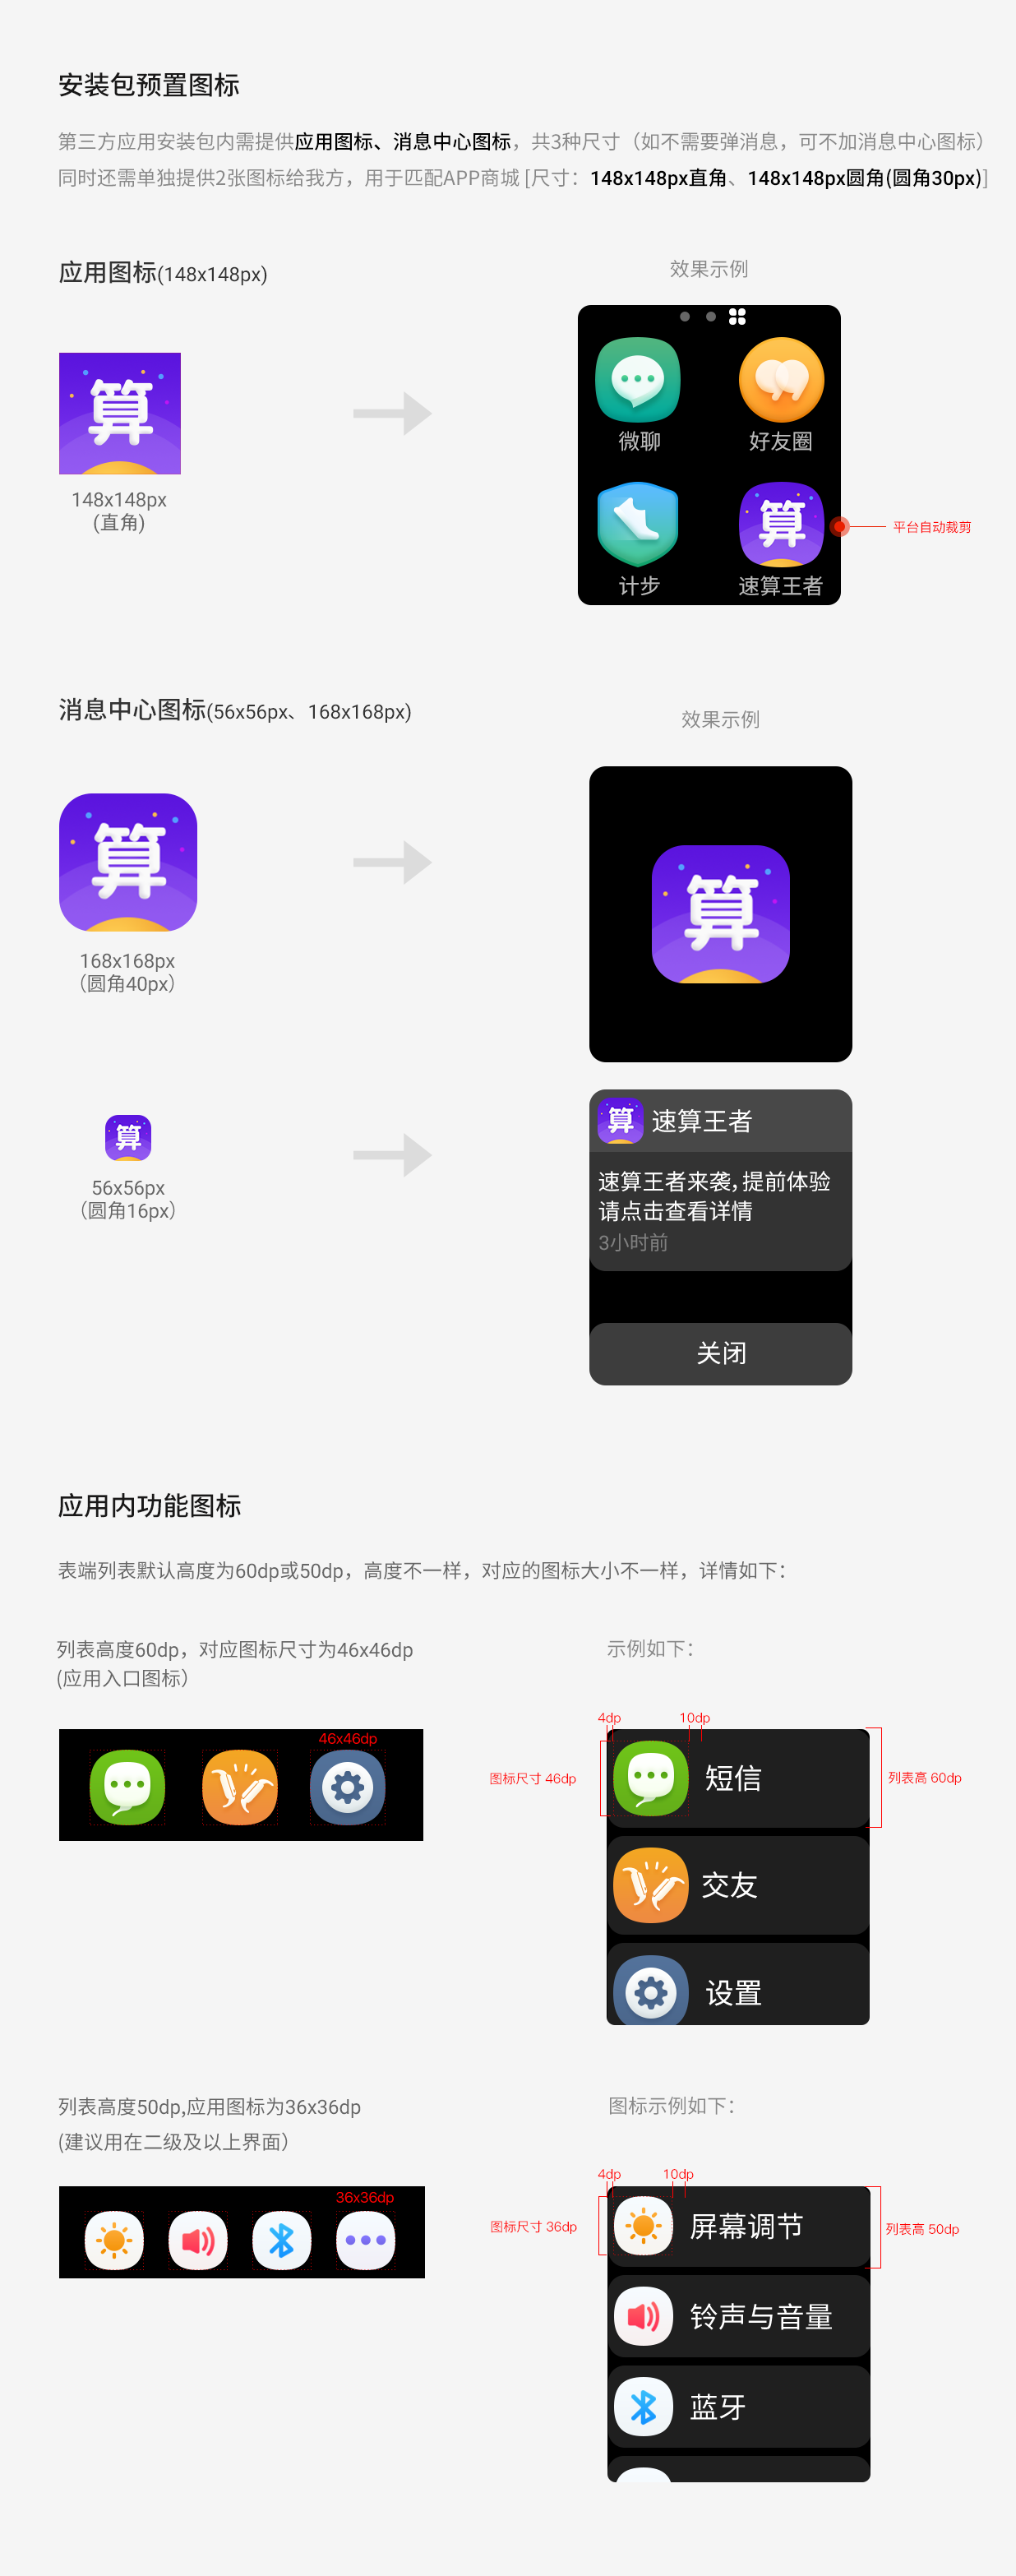 安装包预置图标
第三方应用安装包内需提供应用图标、消息中心图标，共3种尺寸（如不需要弹消息，可不加消息中心图标）
同时还需单独提供2张图标给我方，用于匹配APP商城 [尺寸：148x148px直角、148x148px圆角(圆角30px)]
应用图标(148x148px)
效果示例
算
148x148px
(直角)
微聊
好友圈
算
计步
速算王者
平台自动裁剪
消息中心图标(56x56px、168x168px)
效果示例
算
168x168px
（圆角40px）
算
算
56x56px
（圆角16px）
算
速算王者
速算王者来袭，提前体验
请点击查看详情
3小时前
关闭
应用内功能图标
表端列表默认高度为60dp或50dp，高度不一样，对应的图标大小不一样，详情如下：
列表高度60dp，对应图标尺寸为46x46dp
(应用入口图标）
示例如下：
46x46dp
4dp
10dp
图标尺寸 46dp
短信
列表高 60dp
交友
设置
列表高度50dp,应用图标为36x36dp
(建议用在二级及以上界面）
图标示例如下：
36x36dp
4dp
10dp
图标尺寸 36dp
屏幕调节
列表高 50dp
铃声与音量
蓝牙